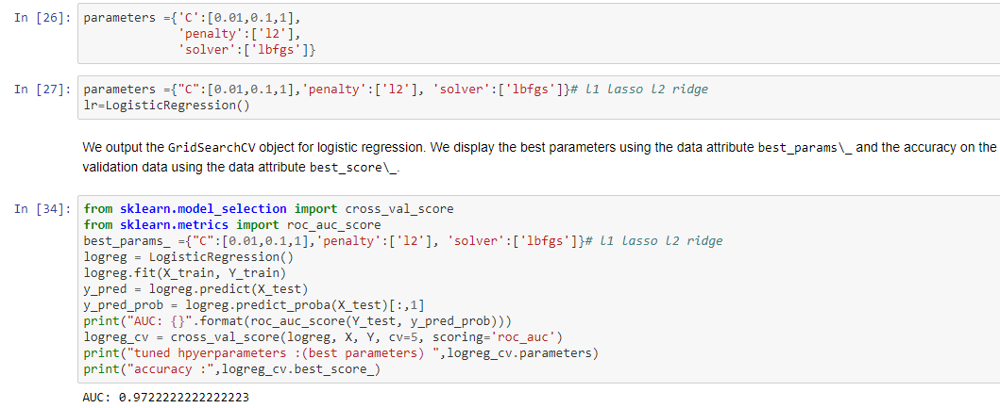 In [26]: parameters ={'C':[0.01,0.1,1],
'penalty':['l2'],
'solver':['lbfgs']}
In [27]: parameters ={"C":[0.01,0.1,1],'penalty':['l2'], 'solver':['lbfgs']}# l1 lasso l2 ridge
lr=LogisticRegression()
We output the GridSearchCV object for logistic regression. We display the best parameters using the data attribute best_params\_ and the accuracy on the
validation data using the data attribute best_score\_.
In [34]: from sklearn.model_selection import cross_val_score
from sklearn.metrics import roc_auc_score
best_params_ ={"C":[0.01,0.1,1],'penalty':['l2'], 'solver':['lbfgs']}# l1 lasso l2 ridge
logreg = LogisticRegression()
logreg.fit(X_train, Y_train)
y_pred = logreg.predict(X_test)
y_pred_prob = logreg.predict_proba(X_test)[:,1]
print("AUC: {}".format(roc_auc_score(Y_test, y_pred_prob)))
logreg_cv = cross_val_score(logreg, X, Y, cv=5, scoring='roc_auc')
print("tuned hpyerparameters :(best parameters) ",logreg_cv.parameters)
print("accuracy :",logreg_cv.best_score_)
AUC: 0.9722222222222223